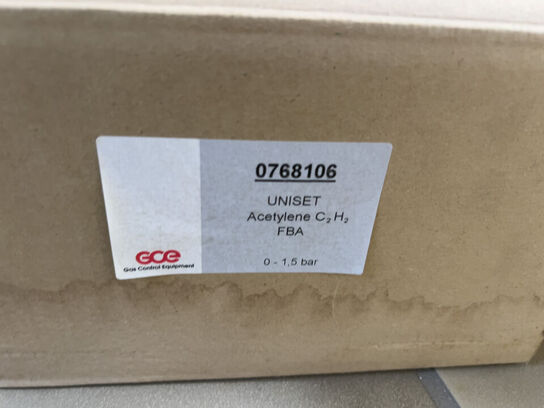 0768106
UNISET
Acetylene C₂H₂
FBA
GCE
Gas Control Equipment
0 - 1,5 bar